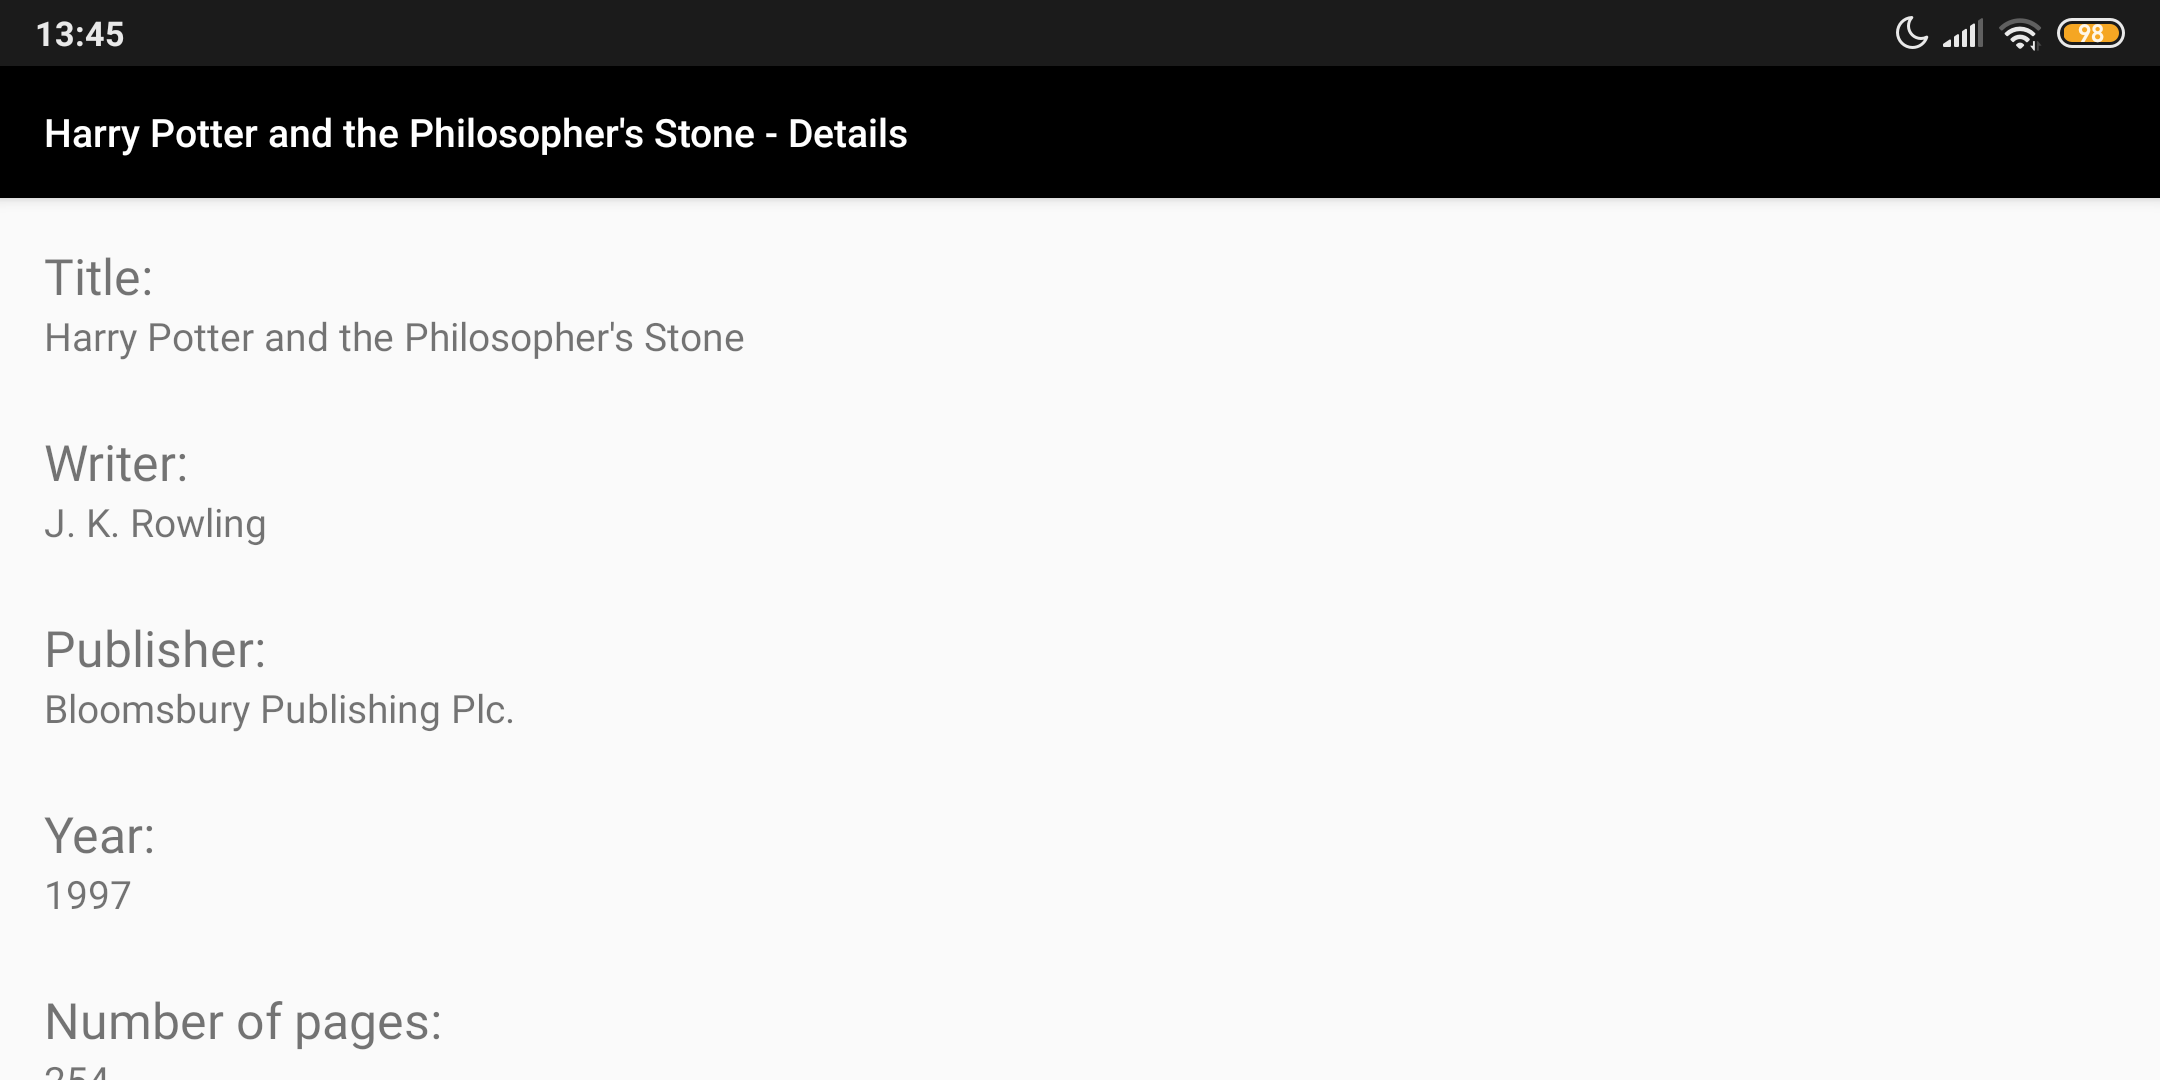 13:45
98
Harry Potter and the Philosopher's Stone - Details
Title:
Harry Potter and the Philosopher's Stone
Writer:
J. K. Rowling
Publisher:
Bloomsbury Publishing Plc.
Year:
1997
Number of pages:
254